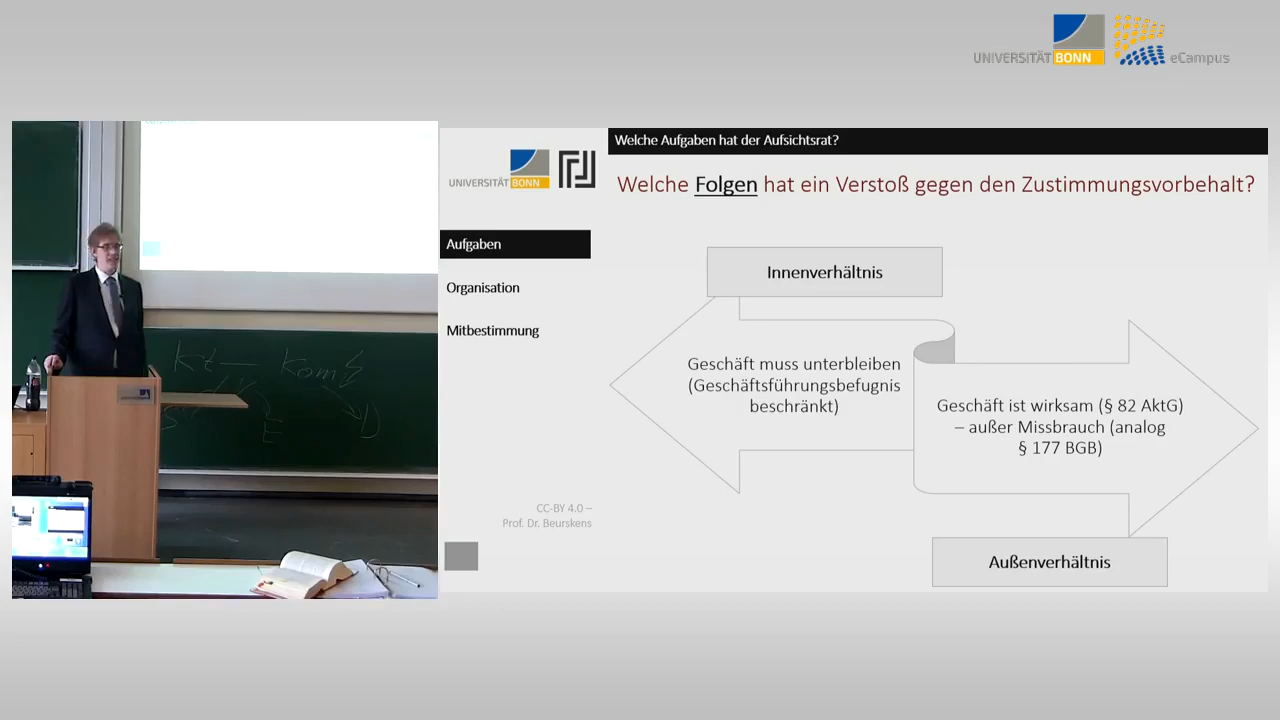 UNIVERSITÄT BONN
eCampus
Welche Aufgaben hat der Aufsichtsrat?
UNIVERSITÄT BONN
Welche Folgen hat ein Verstoß gegen den Zustimmungsvorbehalt?
Aufgaben
Organisation
Mitbestimmung
Innenverhältnis
Geschäft muss unterbleiben
(Geschäftsführungsbefugnis
beschränkt)
Geschäft ist wirksam (§ 82 AktG)
– außer Missbrauch (analog
§ 177 BGB)
Außenverhältnis
CC-BY 4.0 –
Prof. Dr. Beurskens
E
D